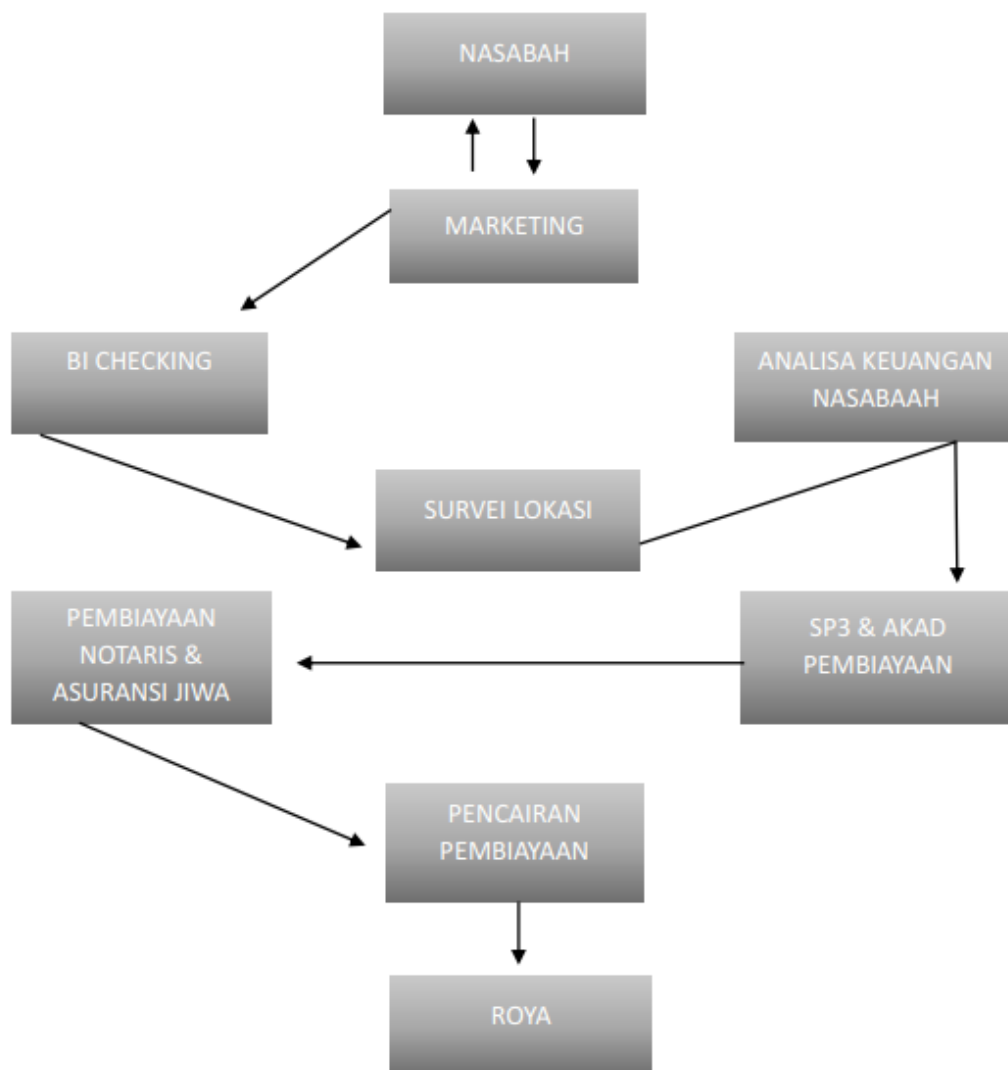 NASABAH
MARKETING
BI CHECKING
ANALISA KEUANGAN
NASABAAH
SURVEI LOKASI
PEMBIAYAAN
NOTARIS &
ASURANSI JIWA
SP3 & AKAD
PEMBIAYAAN
PENCAIRAN
PEMBIAYAAN
ROYA